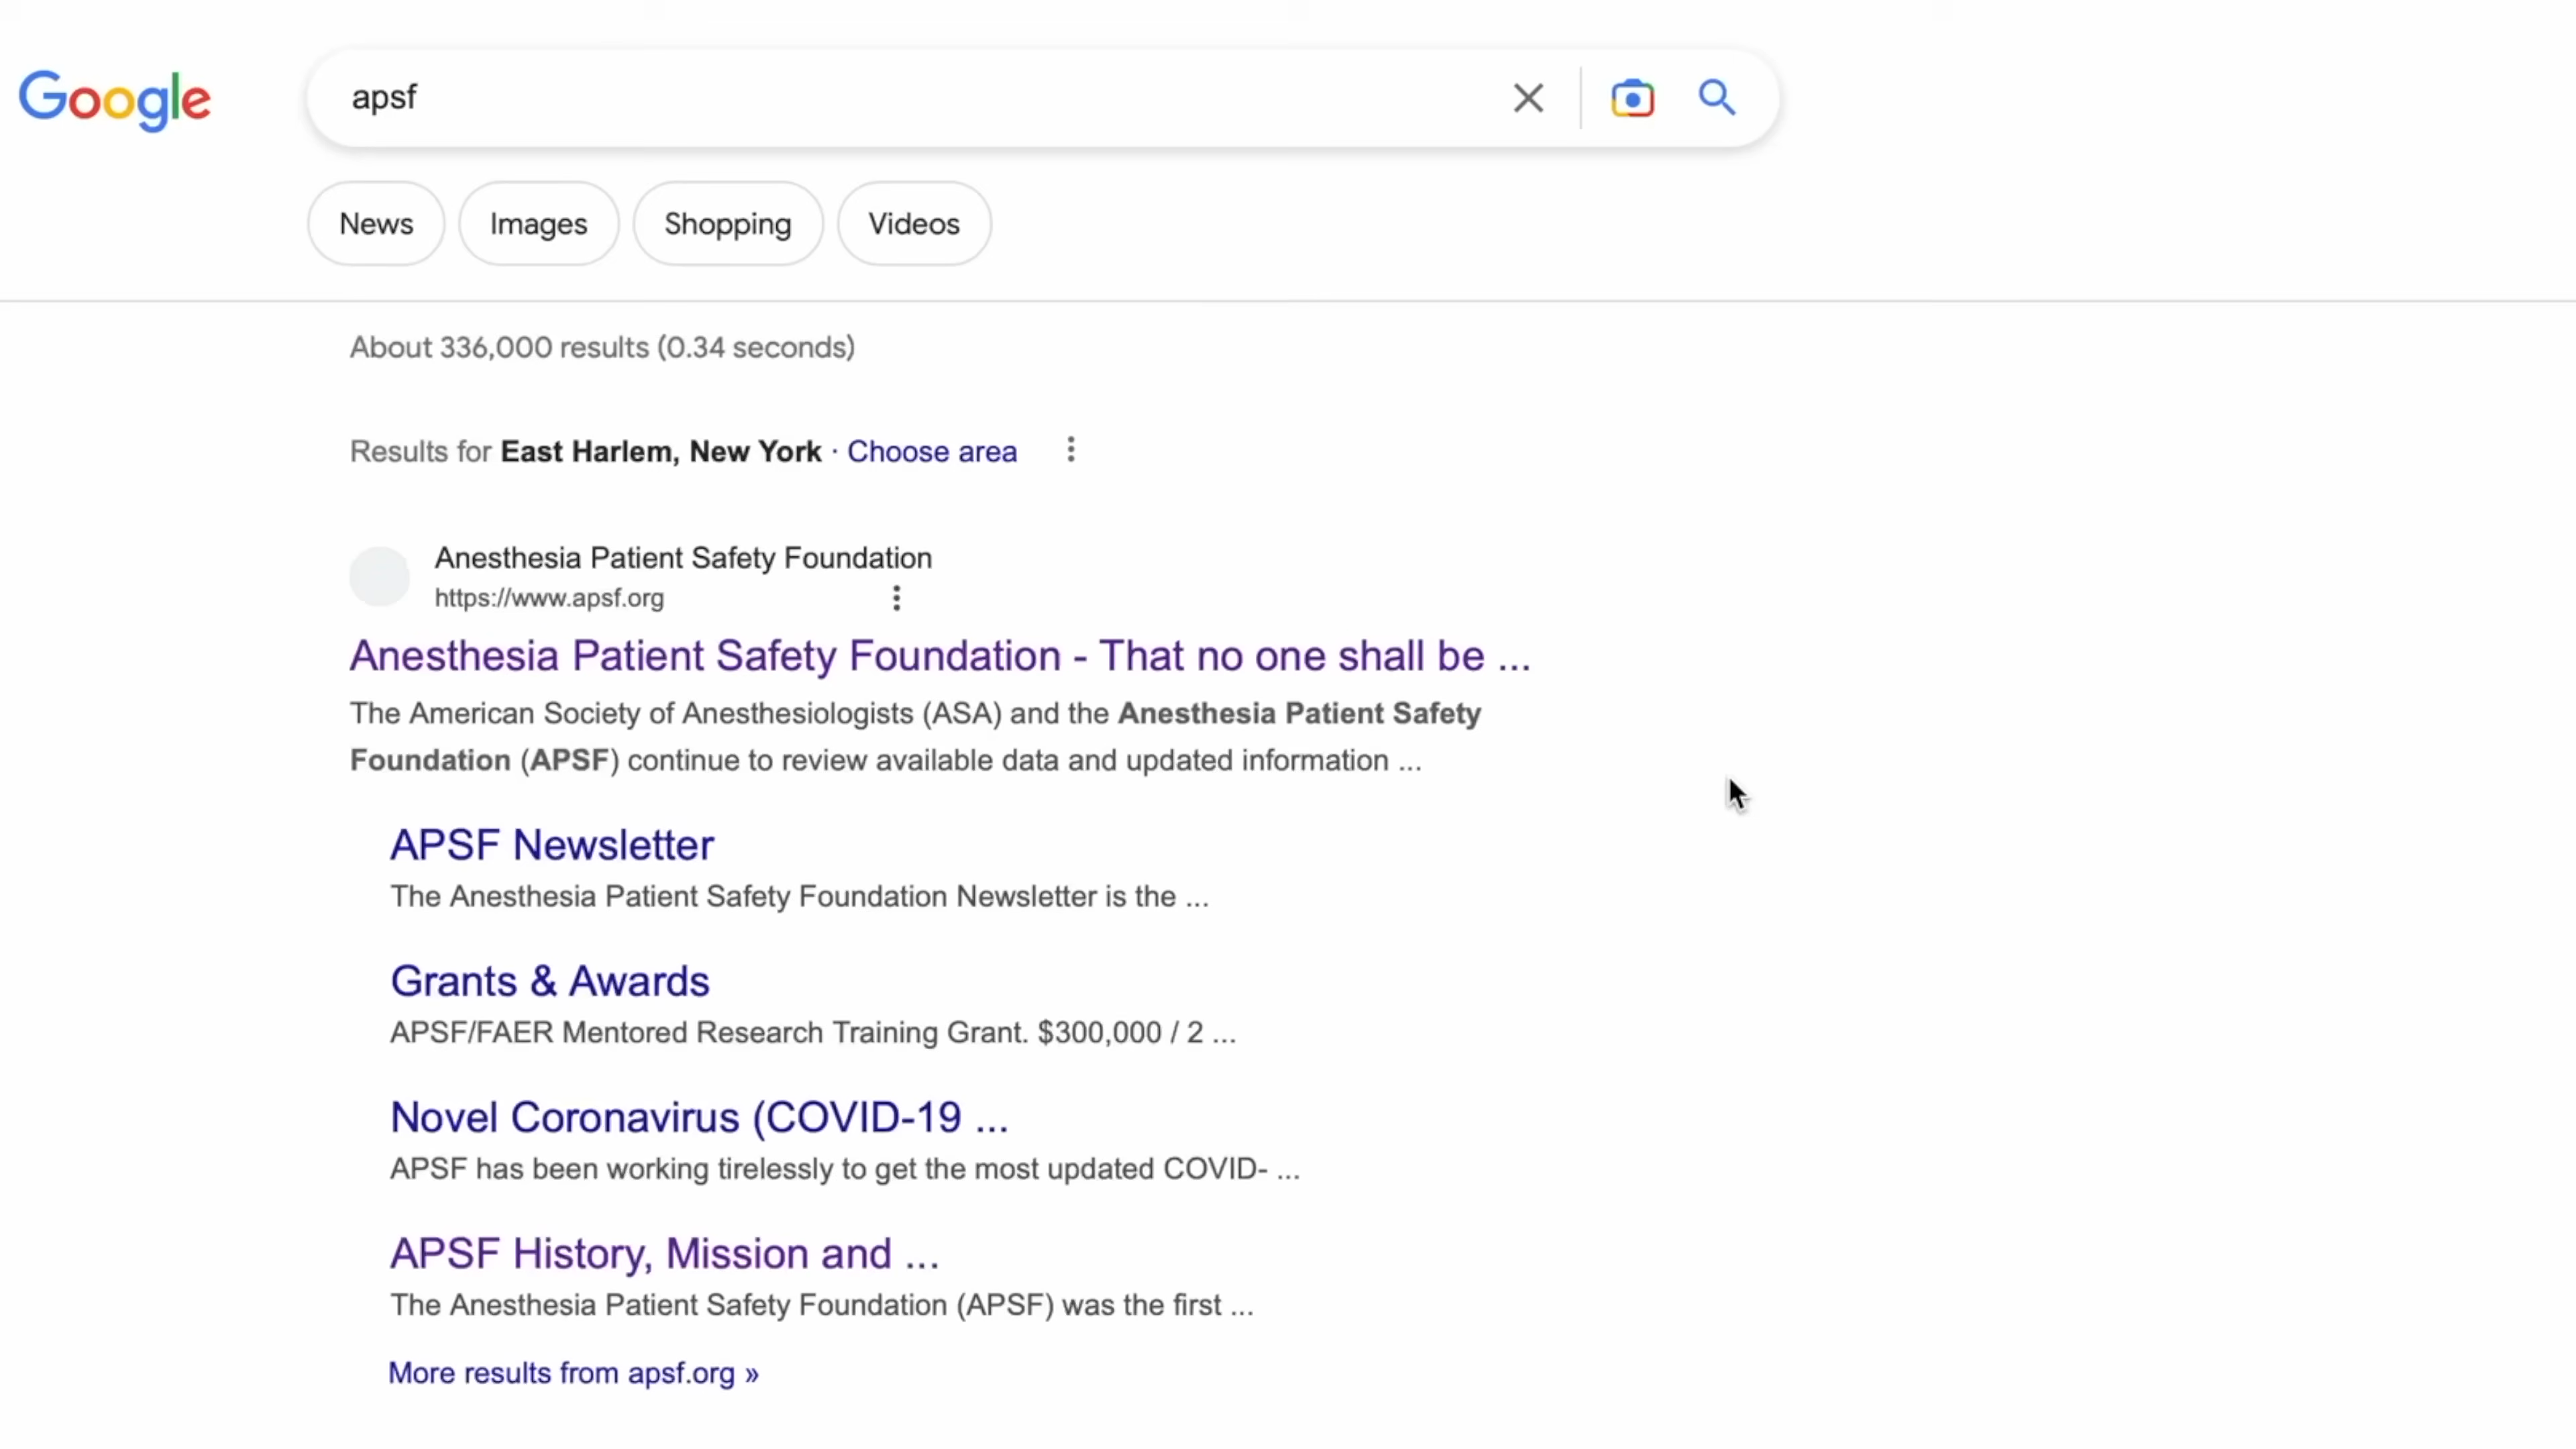 Google
apsf
News Images Shopping Videos
About 336,000 results (0.34 seconds)
Results for East Harlem, New York · Choose area
Anesthesia Patient Safety Foundation
https://www.apsf.org
Anesthesia Patient Safety Foundation - That no one shall be ...
The American Society of Anesthesiologists (ASA) and the Anesthesia Patient Safety
Foundation (APSF) continue to review available data and updated information ...
APSF Newsletter
The Anesthesia Patient Safety Foundation Newsletter is the ...
Grants & Awards
APSF/FAER Mentored Research Training Grant. $300,000 / 2 ...
Novel Coronavirus (COVID-19 ...
APSF has been working tirelessly to get the most updated COVID- ...
APSF History, Mission and ...
The Anesthesia Patient Safety Foundation (APSF) was the first ...
More results from apsf.org »